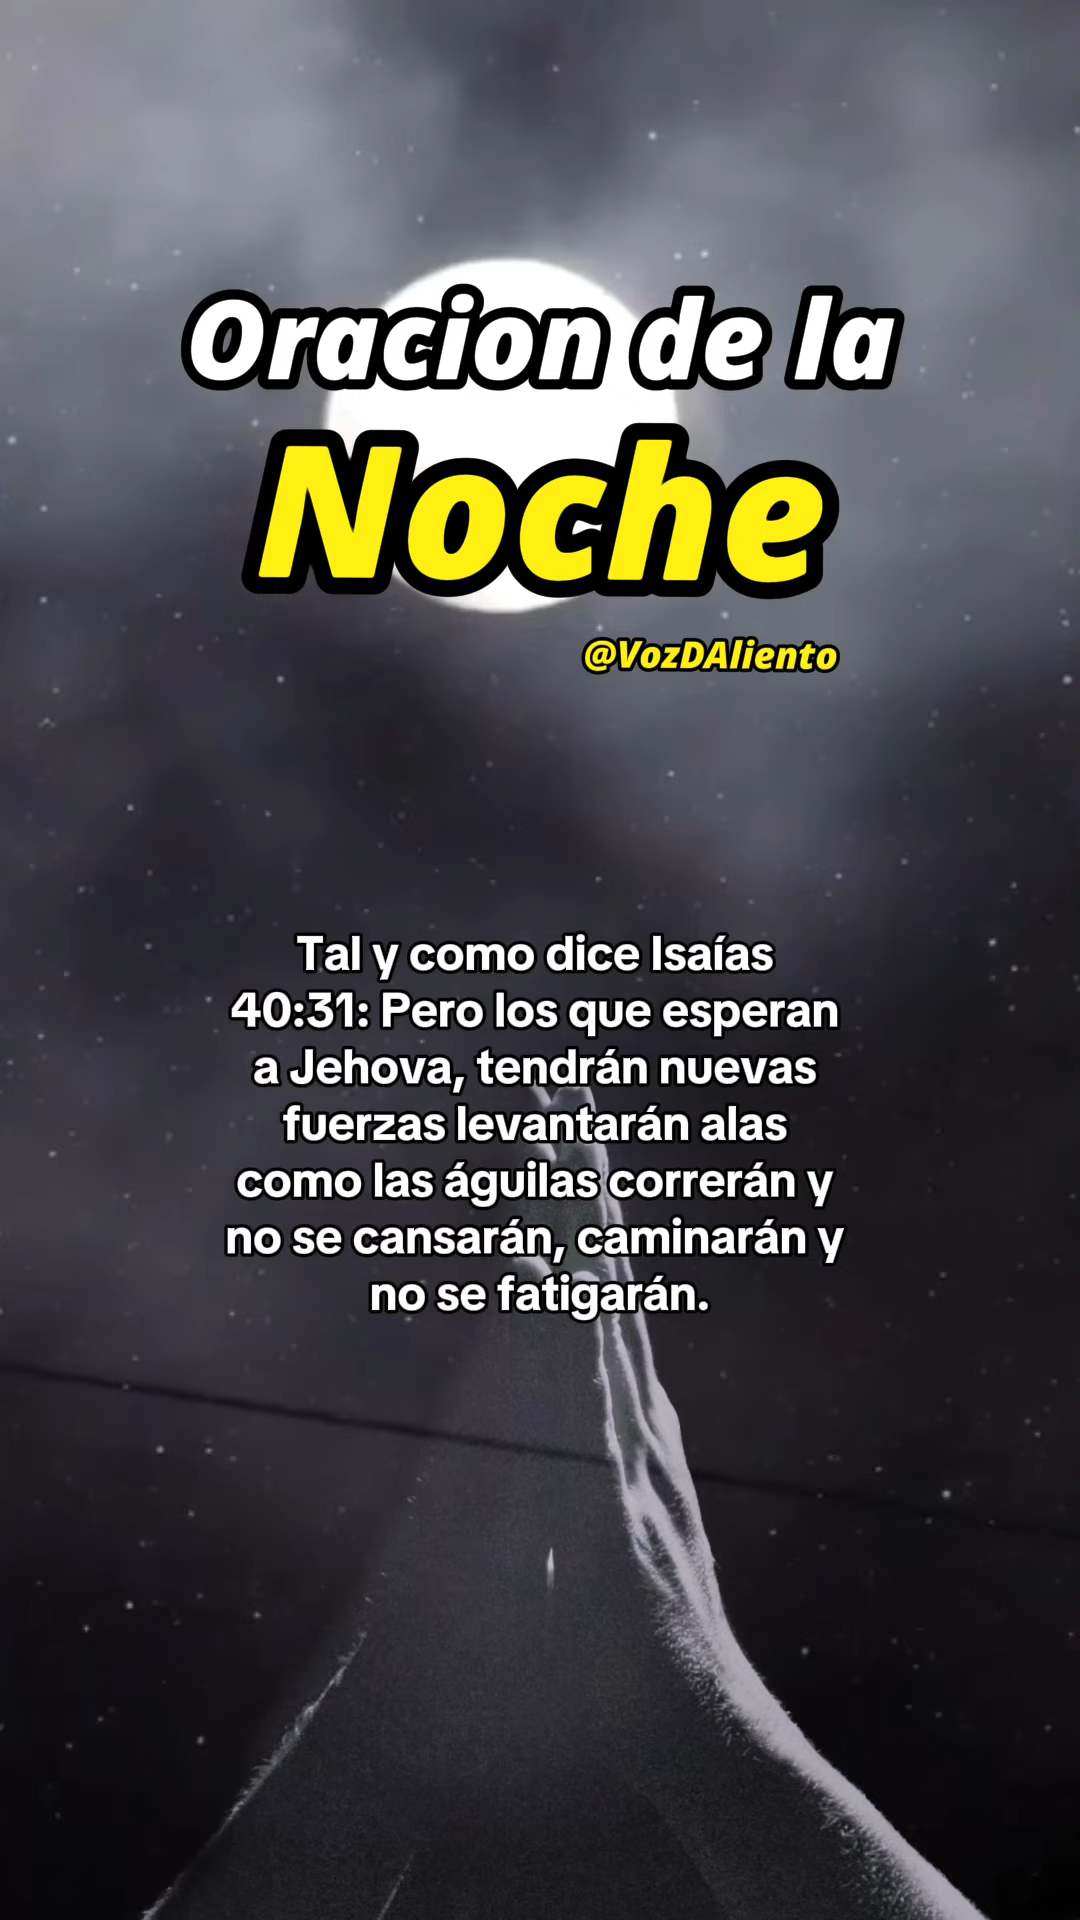 Oracion de la
Noche
@VozDAliento
Tal y como dice Isaías
40:31: Pero los que esperan
a Jehova, tendrán nuevas
fuerzas levantarán alas
como las águilas correrán y
no se cansarán, caminarán y
no se fatigarán.